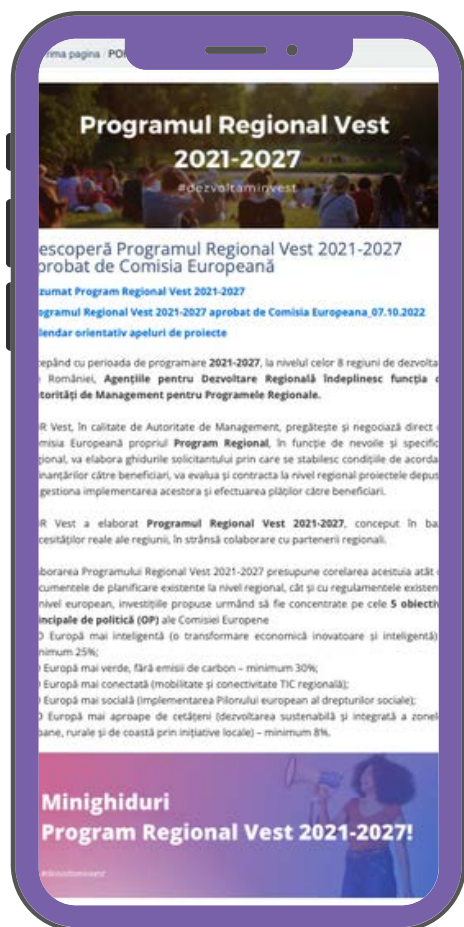 rima pagina PO
Programul Regional Vest
2021-2027
#dezvoltaminvest
escoperă Programul Regional Vest 2021-2027
probat de Comisia Europeană
zumat Program Regional Vest 2021-2027
ogramul Regional Vest 2021-2027 aprobat de Comisia Europeana_07.10.2022
lendar orientativ apeluri de proiecte
epând cu perioada de programare 2021-2027, la nivelul celor 8 regiuni de dezvolta
României, Agențiile pentru Dezvoltare Regională îndeplinesc funcția
torități de Management pentru Programele Regionale.
R Vest, în calitate de Autoritate de Management, pregătește și negociază direct
misia Europeană propriul Program Regional, în funcție de nevoile și specific
gional, va elabora ghidurile solicitantului prin care se stabilesc condițiile de acorda
finanțărilor către beneficiari, va evalua și contracta la nivel regional proiectele depus
gestiona implementarea acestora și efectuarea plăților către beneficiari.
R Vest a elaborat Programul Regional Vest 2021-2027, conceput în ba
cesităților reale ale regiunii, în strânsă colaborare cu partenerii regionali.
borarea Programului Regional Vest 2021-2027 presupune corelarea acestuia atât
cumentele de planificare existente la nivel regional, cât și cu regulamentele existen
nivel european, investițiile propuse urmând să fie concentrate pe cele 5 obiectiv
incipale de politică (OP) ale Comisiei Europene
O Europă mai inteligentă (o transformare economică inovatoare și inteligentă)
nimum 25%;
Europă mai verde, fără emisii de carbon – minimum 30%;
Europă mai conectată (mobilitate și conectivitate TIC regională);
Europă mai socială (implementarea Pilonului european al drepturilor sociale);
O Europă mai aproape de cetățeni (dezvoltarea sustenabilă și integrată a zonel
bane, rurale și de coastă prin inițiative locale) – minimum 8%.
Minighiduri
Program Regional Vest 2021-2027!
#dezvoltaminvest